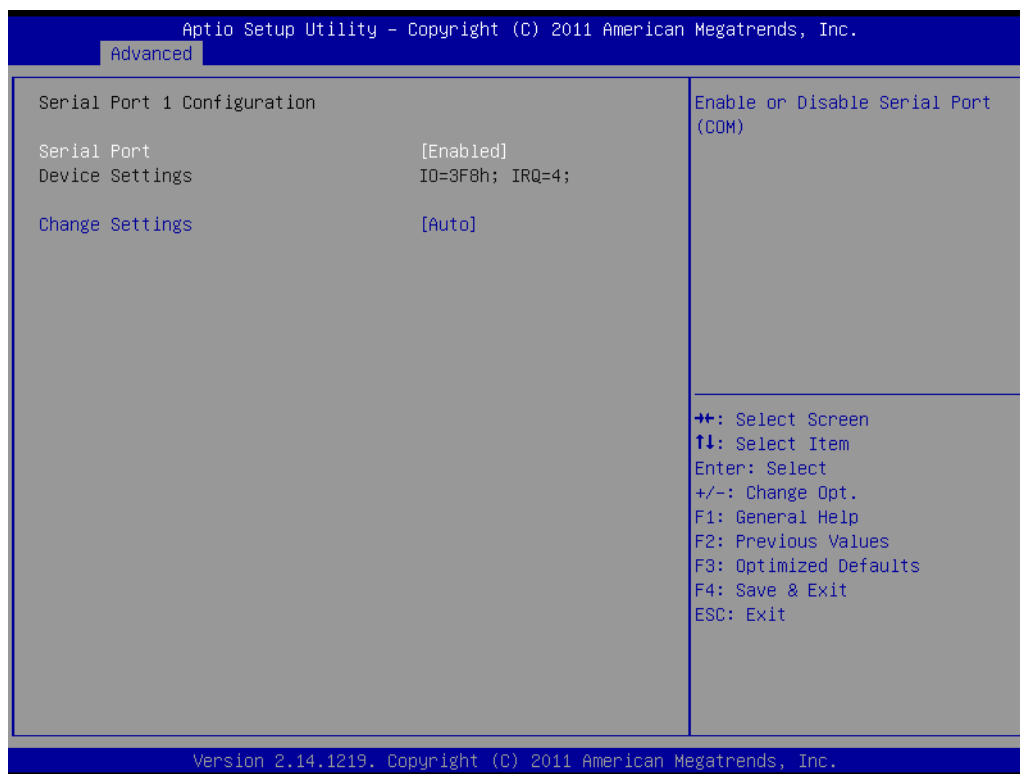 Aptio Setup Utility – Copyright (C) 2011 American Megatrends, Inc.
Advanced
Serial Port 1 Configuration
Serial Port [Enabled]
Device Settings IO=3F8h; IRQ=4;
Change Settings [Auto]
Enable or Disable Serial Port
(COM)
→←: Select Screen
↑↓: Select Item
Enter: Select
+/-: Change Opt.
F1: General Help
F2: Previous Values
F3: Optimized Defaults
F4: Save & Exit
ESC: Exit
Version 2.14.1219. Copyright (C) 2011 American Megatrends, Inc.